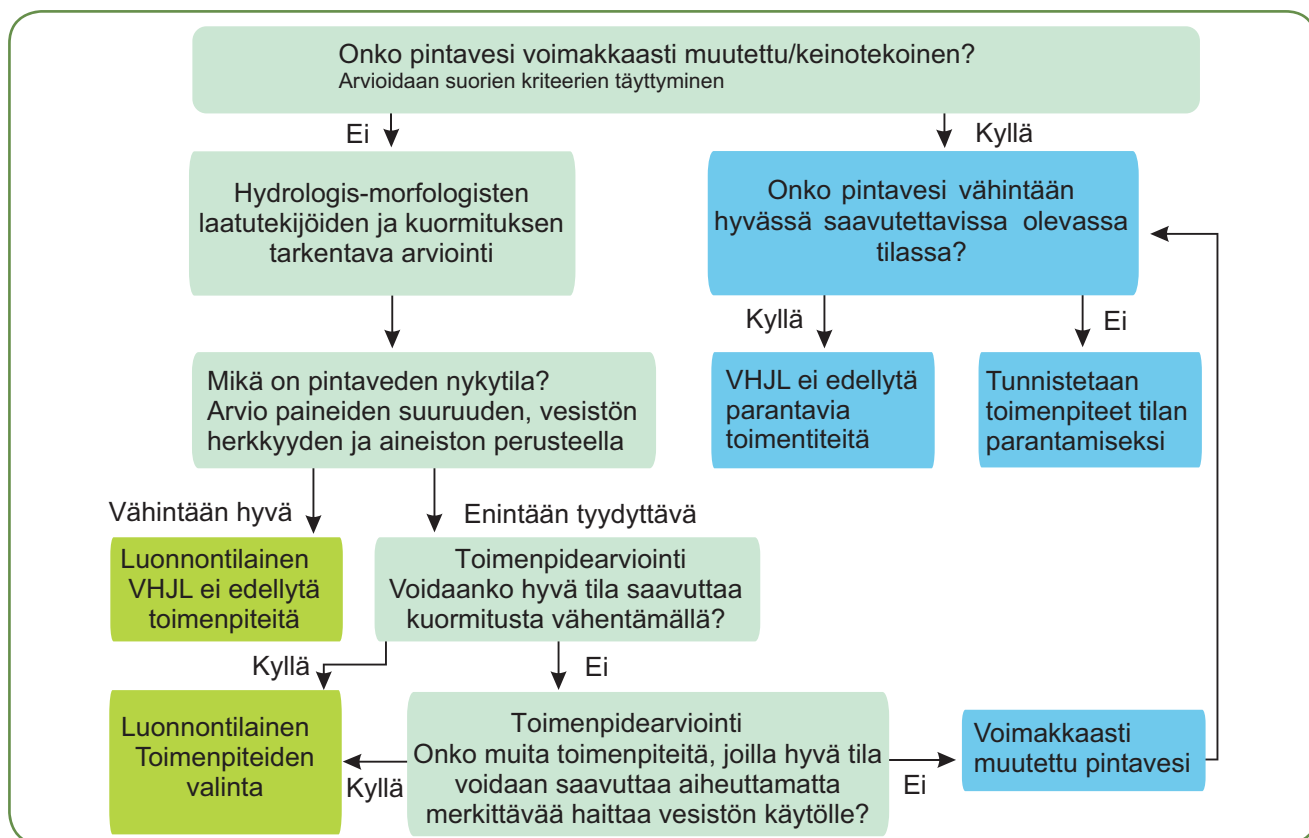 Onko pintavesi voimakkaasti muutettu/keinotekoinen?
Arvioidaan suorien kriteerien täyttyminen
Ei
Kyllä
Hydrologis-morfologisten
laatutekijöiden ja kuormituksen
tarkentava arviointi
Onko pintavesi vähintään
hyvässä saavutettavissa olevassa
tilassa?
Kyllä
Ei
Mikä on pintaveden nykytila?
Arvio paineiden suuruuden, vesistön
herkkyyden ja aineiston perusteella
VHJL ei edellytä
parantavia
toimentiteitä
Tunnistetaan
toimenpiteet tilan
parantamiseksi
Vähintään hyvä
Enintään tyydyttävä
Luonnontilainen
VHJL ei edellytä
toimenpiteitä
Toimenpidearviointi
Voidaanko hyvä tila saavuttaa
kuormitusta vähentämällä?
Kyllä
Ei
Luonnontilainen
Toimenpiteiden
valinta
Kyllä
Toimenpidearviointi
Onko muita toimenpiteitä, joilla hyvä tila
voidaan saavuttaa aiheuttamatta
merkittävää haittaa vesistön käytölle?
Ei
Voimakkaasti
muutettu pintavesi